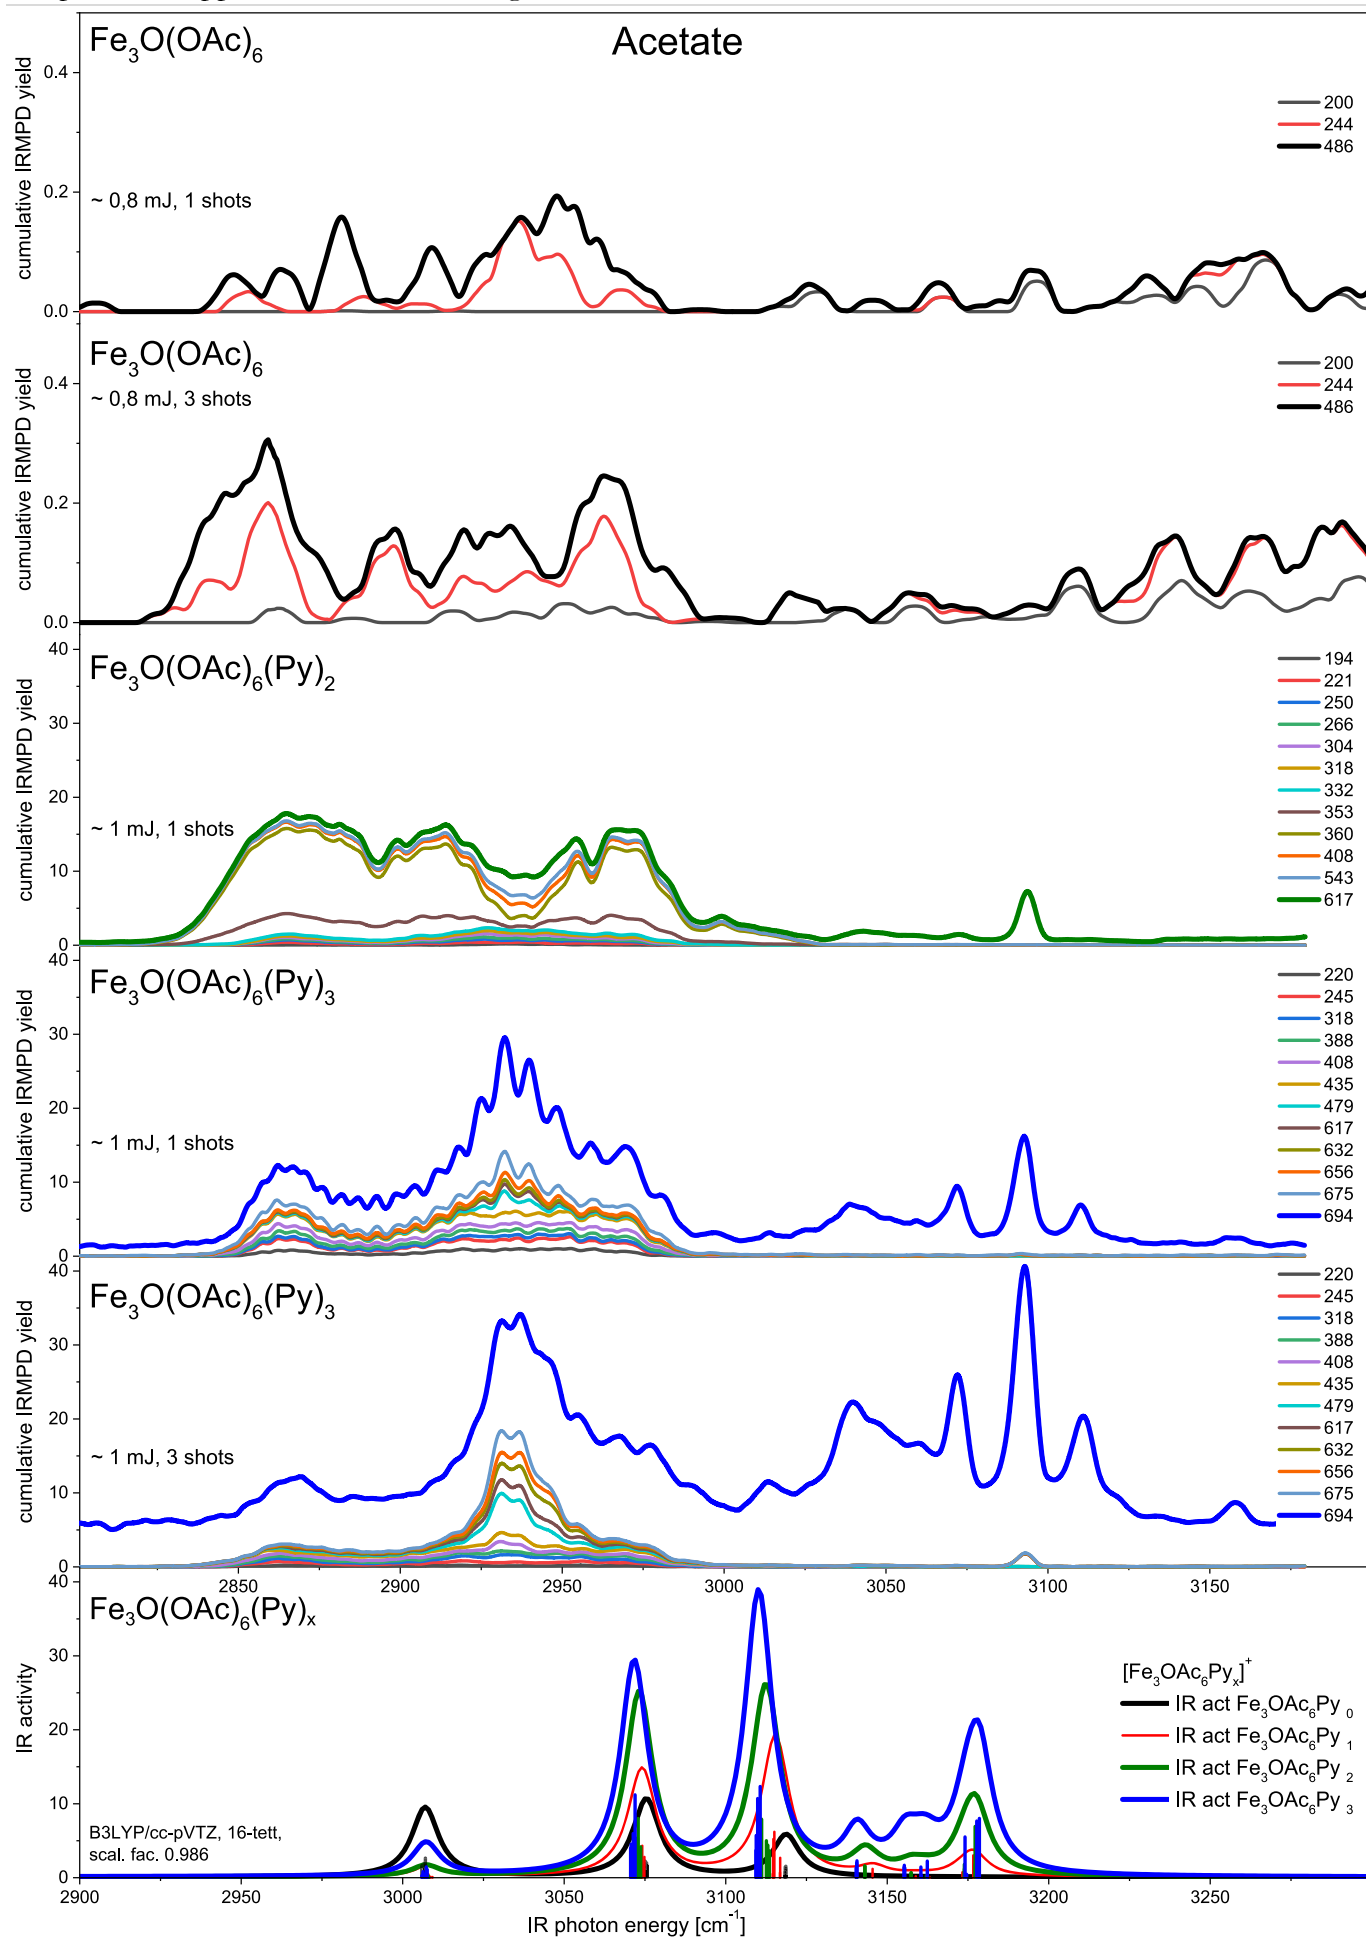 Fe3O(OAc)6
Acetate
cumulative IRMPD yield
0.4
0.2
0.0
~ 0,8 mJ, 1 shots
200
244
486
Fe3O(OAc)6
~ 0,8 mJ, 3 shots
cumulative IRMPD yield
0.4
0.2
0.0
200
244
486
Fe3O(OAc)6(Py)2
~ 1 mJ, 1 shots
cumulative IRMPD yield
40
30
20
10
0
194
221
250
266
304
318
332
353
360
408
543
617
Fe3O(OAc)6(Py)3
~ 1 mJ, 1 shots
cumulative IRMPD yield
40
30
20
10
0
220
245
318
388
408
435
479
617
632
656
675
694
Fe3O(OAc)6(Py)3
~ 1 mJ, 3 shots
cumulative IRMPD yield
40
30
20
10
0
220
245
318
388
408
435
479
617
632
656
675
694
2850 2900 2950 3000 3050 3100 3150
Fe3O(OAc)6(Py)x
IR activity
40
30
20
10
0
[Fe3OAc6Pyx]+
IR act Fe3OAc6Py 0
IR act Fe3OAc6Py 1
IR act Fe3OAc6Py 2
IR act Fe3OAc6Py 3
B3LYP/cc-pVTZ, 16-tett,
scal. fac. 0.986
2900 2950 3000 3050 3100 3150 3200 3250
IR photon energy [cm-1]